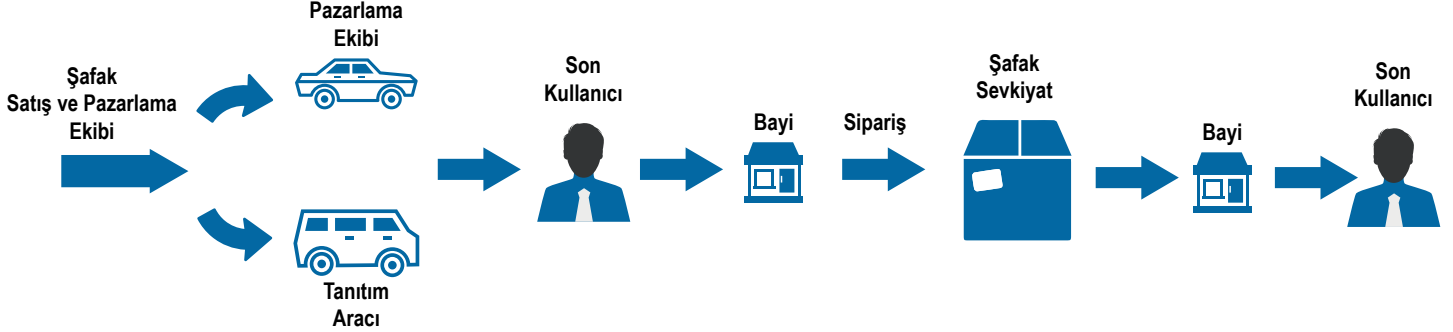 Şafak
Satış ve Pazarlama
Ekibi
Pazarlama
Ekibi
Tanıtım
Aracı
Son
Kullanıcı
Bayi
Sipariş
Şafak
Sevkiyat
Bayi
Son
Kullanıcı